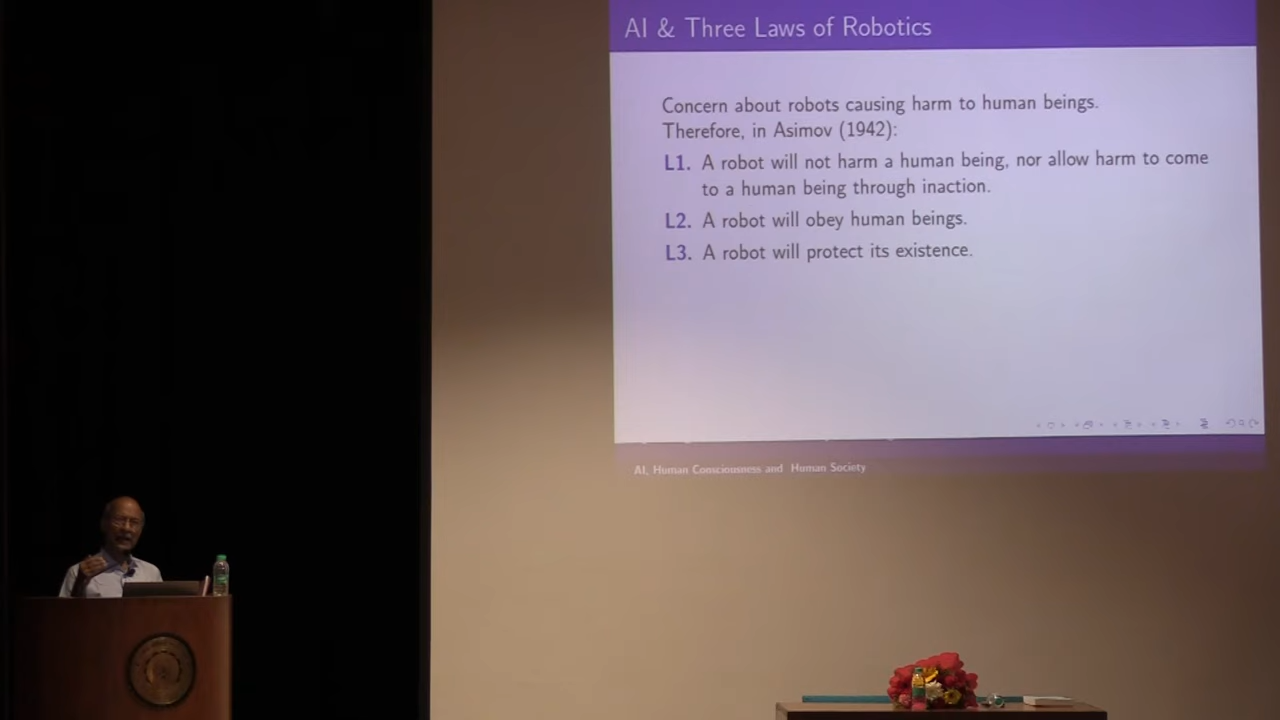 AI & Three Laws of Robotics
Concern about robots causing harm to human beings.
Therefore, in Asimov (1942):
L1. A robot will not harm a human being, nor allow harm to come
to a human being through inaction.
L2. A robot will obey human beings.
L3. A robot will protect its existence.
AI, Human Consciousness and Human Society